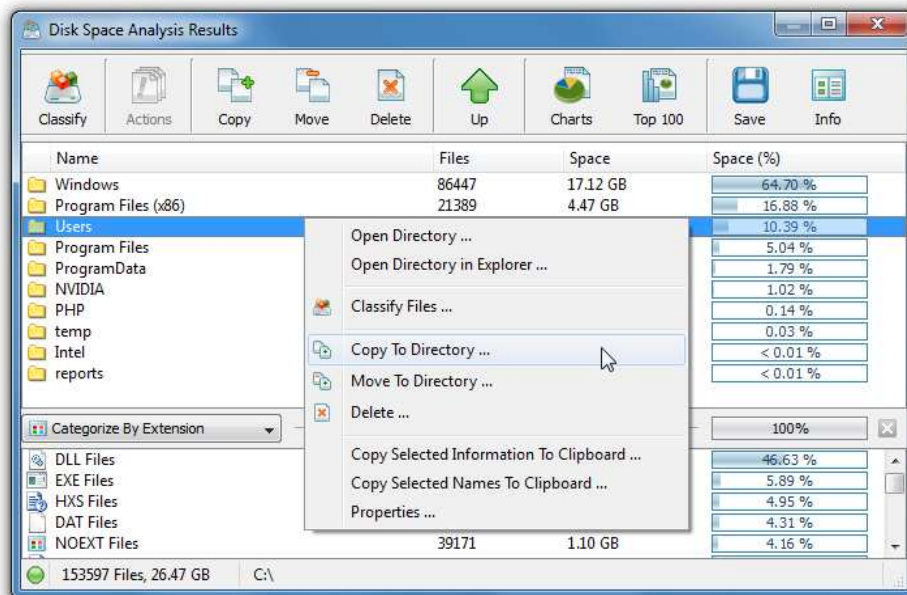 Disk Space Analysis Results
Classify Actions Copy Move Delete Up Charts Top 100 Save Info
Name Files Space Space (%)
Windows 86447 17.12 GB 64.70 %
Program Files (x86) 21389 4.47 GB 16.88 %
Users 10.39 %
Program Files 5.04 %
ProgramData 1.79 %
NVIDIA 1.02 %
PHP 0.14 %
temp 0.03 %
Intel < 0.01 %
reports < 0.01 %
Open Directory ...
Open Directory in Explorer ...
Classify Files ...
Copy To Directory ...
Move To Directory ...
Delete ...
Copy Selected Information To Clipboard ...
Copy Selected Names To Clipboard ...
Properties ...
Categorize By Extension 100%
DLL Files 46.63 %
EXE Files 5.89 %
HXS Files 4.95 %
DAT Files 4.31 %
NOEXT Files 39171 1.10 GB 4.16 %
153597 Files, 26.47 GB C:\